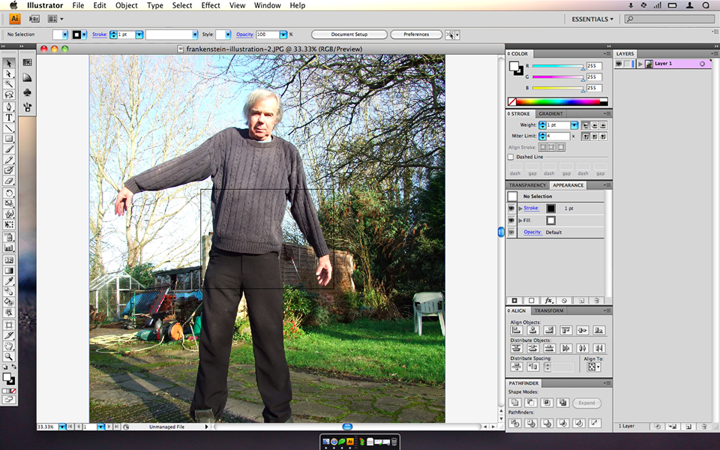 Illustrator File Edit Object Type Select Effect View Window Help
Ai Br ESSENTIALS
No Selection Stroke: 1 pt Style: Opacity: 100 % Document Setup Preferences
frankenstein-illustration-2.JPG @ 33.33% (RGB/Preview)
COLOR
R 255
G 255
B 255
LAYERS
Layer 1
STROKE GRADIENT
Weight: 1 pt
Miter Limit: 4 x
Align Stroke:
Dashed Line
dash gap dash gap dash gap
TRANSPARENCY APPEARANCE
No Selection
Stroke: 1 pt
Fill:
Opacity: Default
ALIGN TRANSFORM
Align Objects:
Distribute Objects:
Distribute Spacing: Align To:
PATHFINDER
Shape Modes:
Expand
Pathfinders:
33.33% 1 Unmanaged File
1 Layer